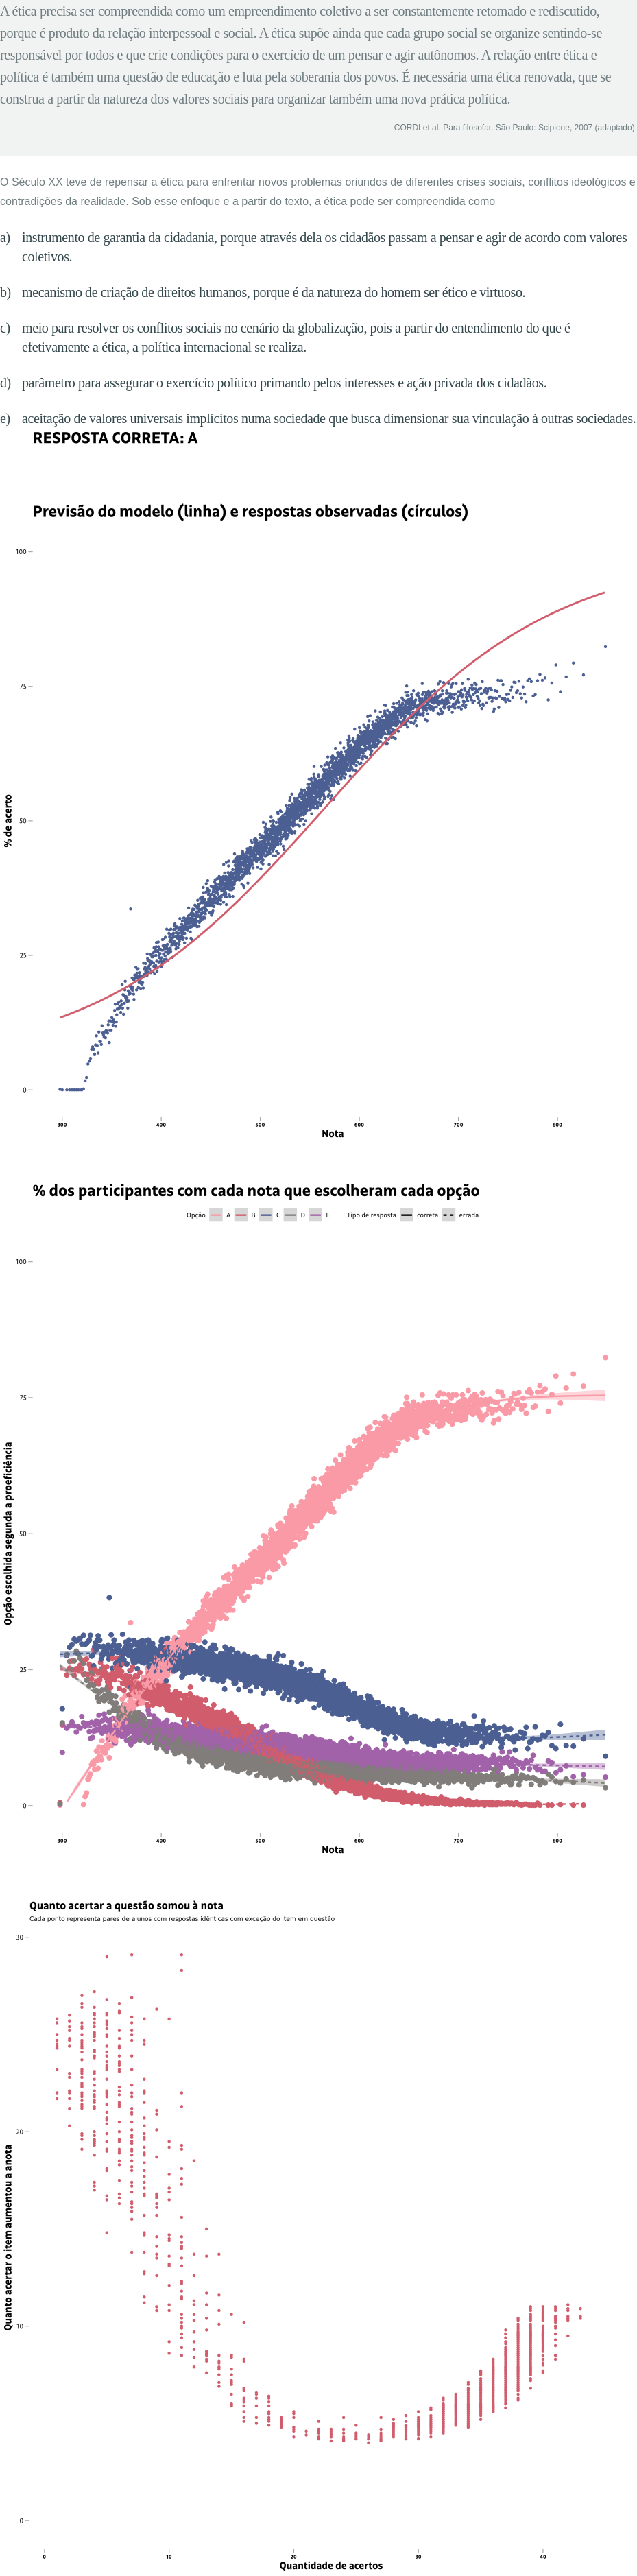 A ética precisa ser compreendida como um empreendimento coletivo a ser constantemente retomado e rediscutido,
porque é produto da relação interpessoal e social. A ética supõe ainda que cada grupo social se organize sentindo-se
responsável por todos e que crie condições para o exercício de um pensar e agir autônomos. A relação entre ética e
política é também uma questão de educação e luta pela soberania dos povos. É necessária uma ética renovada, que se
construa a partir da natureza dos valores sociais para organizar também uma nova prática política.
CORDI et al. Para filosofar. São Paulo: Scipione, 2007 (adaptado).
O Século XX teve de repensar a ética para enfrentar novos problemas oriundos de diferentes crises sociais, conflitos ideológicos e
contradições da realidade. Sob esse enfoque e a partir do texto, a ética pode ser compreendida como
a) instrumento de garantia da cidadania, porque através dela os cidadãos passam a pensar e agir de acordo com valores
coletivos.
b) mecanismo de criação de direitos humanos, porque é da natureza do homem ser ético e virtuoso.
c) meio para resolver os conflitos sociais no cenário da globalização, pois a partir do entendimento do que é
efetivamente a ética, a política internacional se realiza.
d) parâmetro para assegurar o exercício político primando pelos interesses e ação privada dos cidadãos.
e) aceitação de valores universais implícitos numa sociedade que busca dimensionar sua vinculação à outras sociedades.
RESPOSTA CORRETA: A
Previsão do modelo (linha) e respostas observadas (círculos)
100
75
50
25
0
% de acerto
300 400 500 600 700 800
Nota
% dos participantes com cada nota que escolheram cada opção
Opção A B C D E Tipo de resposta correta errada
100
75
50
25
0
Opção escolhida segunda a proeficiência
300 400 500 600 700 800
Nota
Quanto acertar a questão somou à nota
Cada ponto representa pares de alunos com respostas idênticas com exceção do item em questão
30
20
10
0
Quanto acertar o item aumentou a anota
0 10 20 30 40
Quantidade de acertos